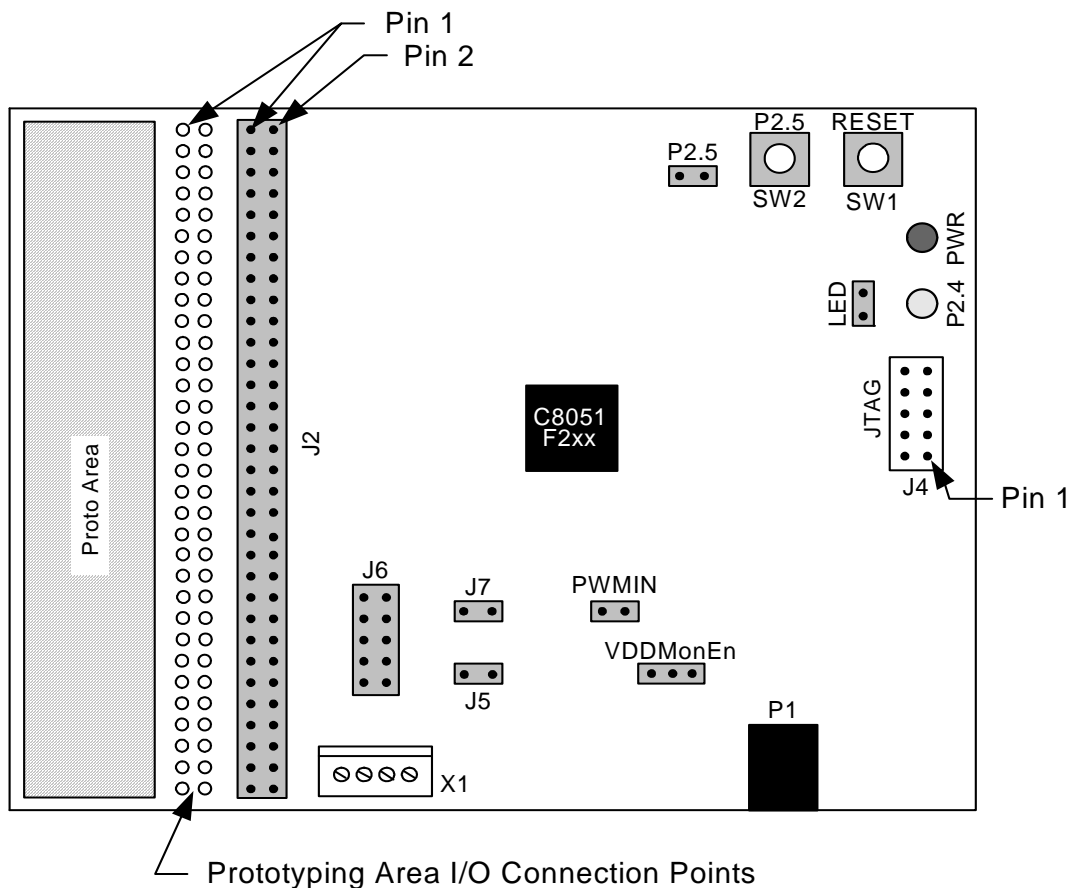 Pin 1
Pin 2
P2.5
RESET
P2.5
SW2
SW1
PWR
LED
P2.4
C8051
F2xx
JTAG
J2
Proto Area
J4
Pin 1
J6
J7
PWMIN
VDDMonEn
J5
P1
X1
Prototyping Area I/O Connection Points